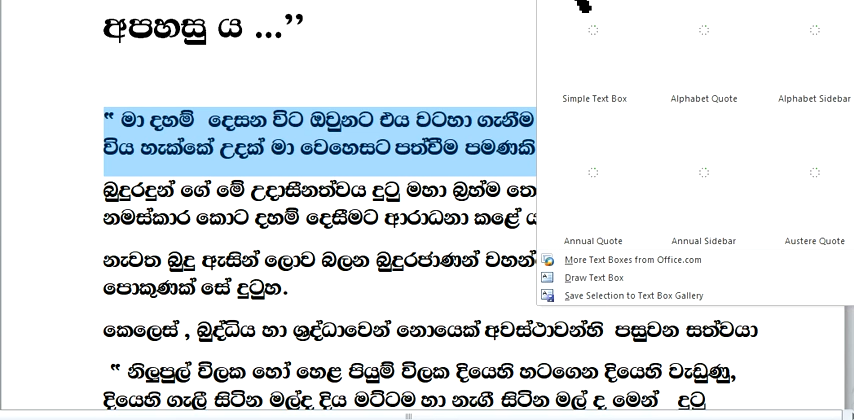 අපහසු ය ...”
Simple Text Box
Alphabet Quote
Alphabet Sidebar
“ මා දහම් දෙසන විට ඔවුනට එය වටහා ගැනීම
විය හැක්කේ උදක් මා වෙහෙසට පත්වීම පමණකි
බුදුරදුන් ගේ මේ උදාසීනත්වය දුටු මහා බ්‍රහ්ම තෙ
නමස්කාර කොට දහම් දෙසීමට ආරාධනා කළේ ය
Annual Quote
Annual Sidebar
Austere Quote
නැවත බුදු ඇසින් ලොව බලන බුදුරජාණන් වහන්
පොකුණක් සේ දුටුහ.
More Text Boxes from Office.com
Draw Text Box
Save Selection to Text Box Gallery
කෙලෙස් , බුද්ධිය හා ශ්‍රද්ධාවෙන් නොයෙක් අවස්ථාවන්හි පසුවන සත්වයා
“ නිලුපුල් විලක හෝ හෙළ පියුම් විලක දියෙහි හටගෙන දියෙහි වැඩුණු,
දියෙහි ගැලී සිටින මල්ද දිය මට්ටම හා නැගී සිටින මල් ද මෙන් දුටු